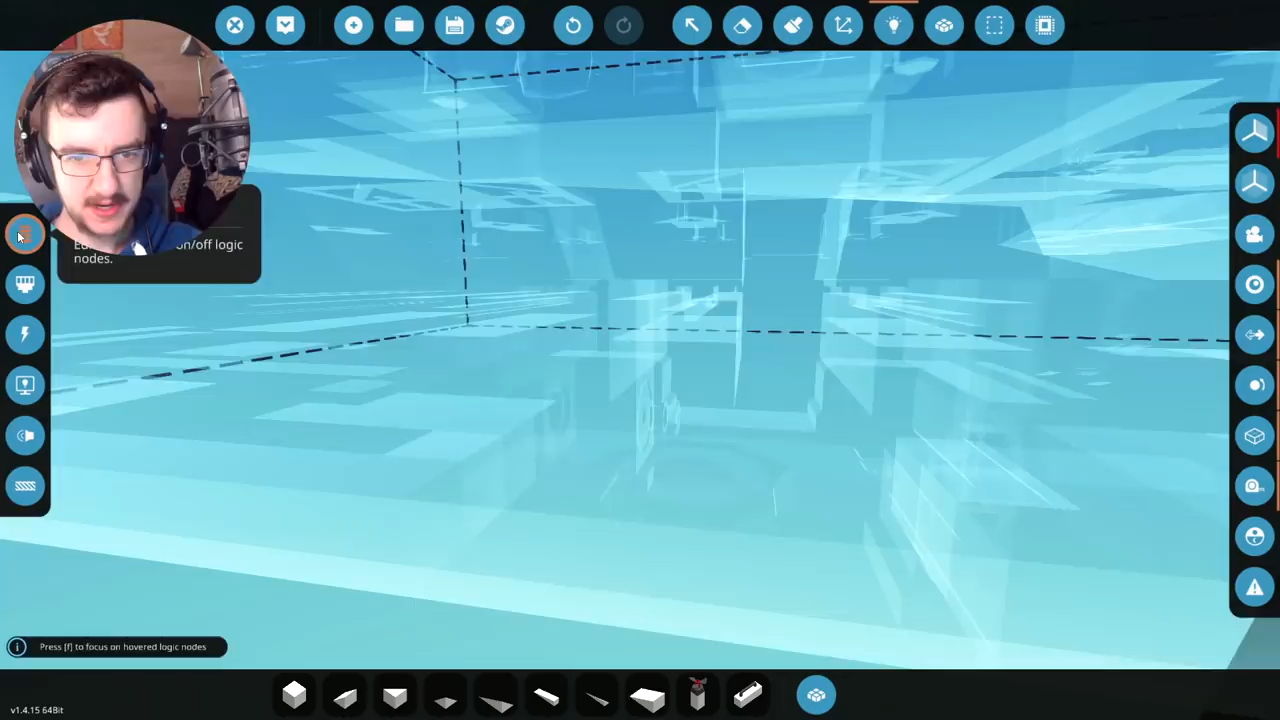 on/off logic
nodes.
Press [f] to focus on hovered logic nodes
v1.4.15 64Bit